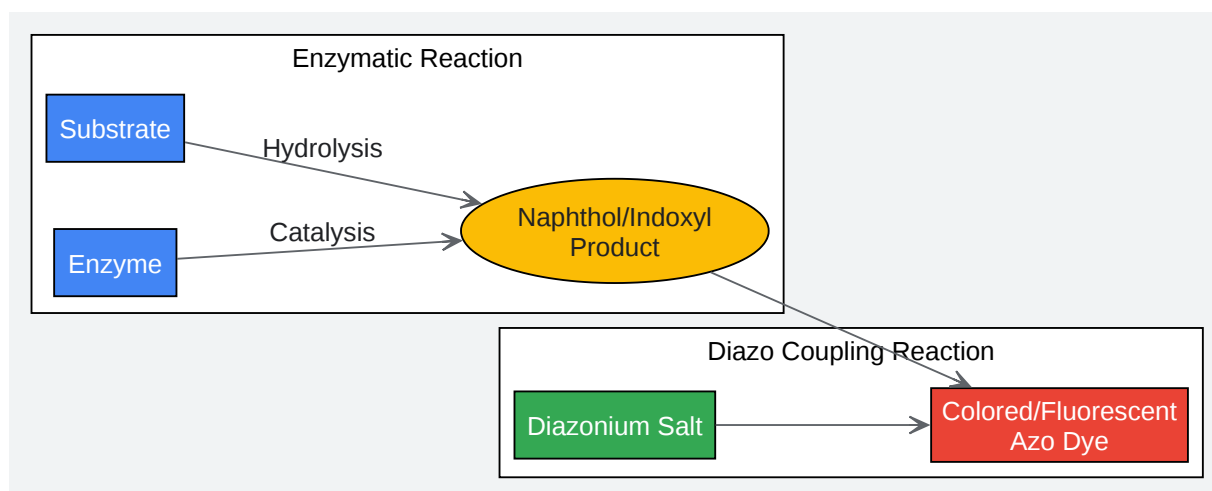 Enzymatic Reaction
Substrate
Hydrolysis
Naphthol/Indoxyl
Product
Catalysis
Enzyme
Diazo Coupling Reaction
Diazonium Salt
Colored/Fluorescent
Azo Dye